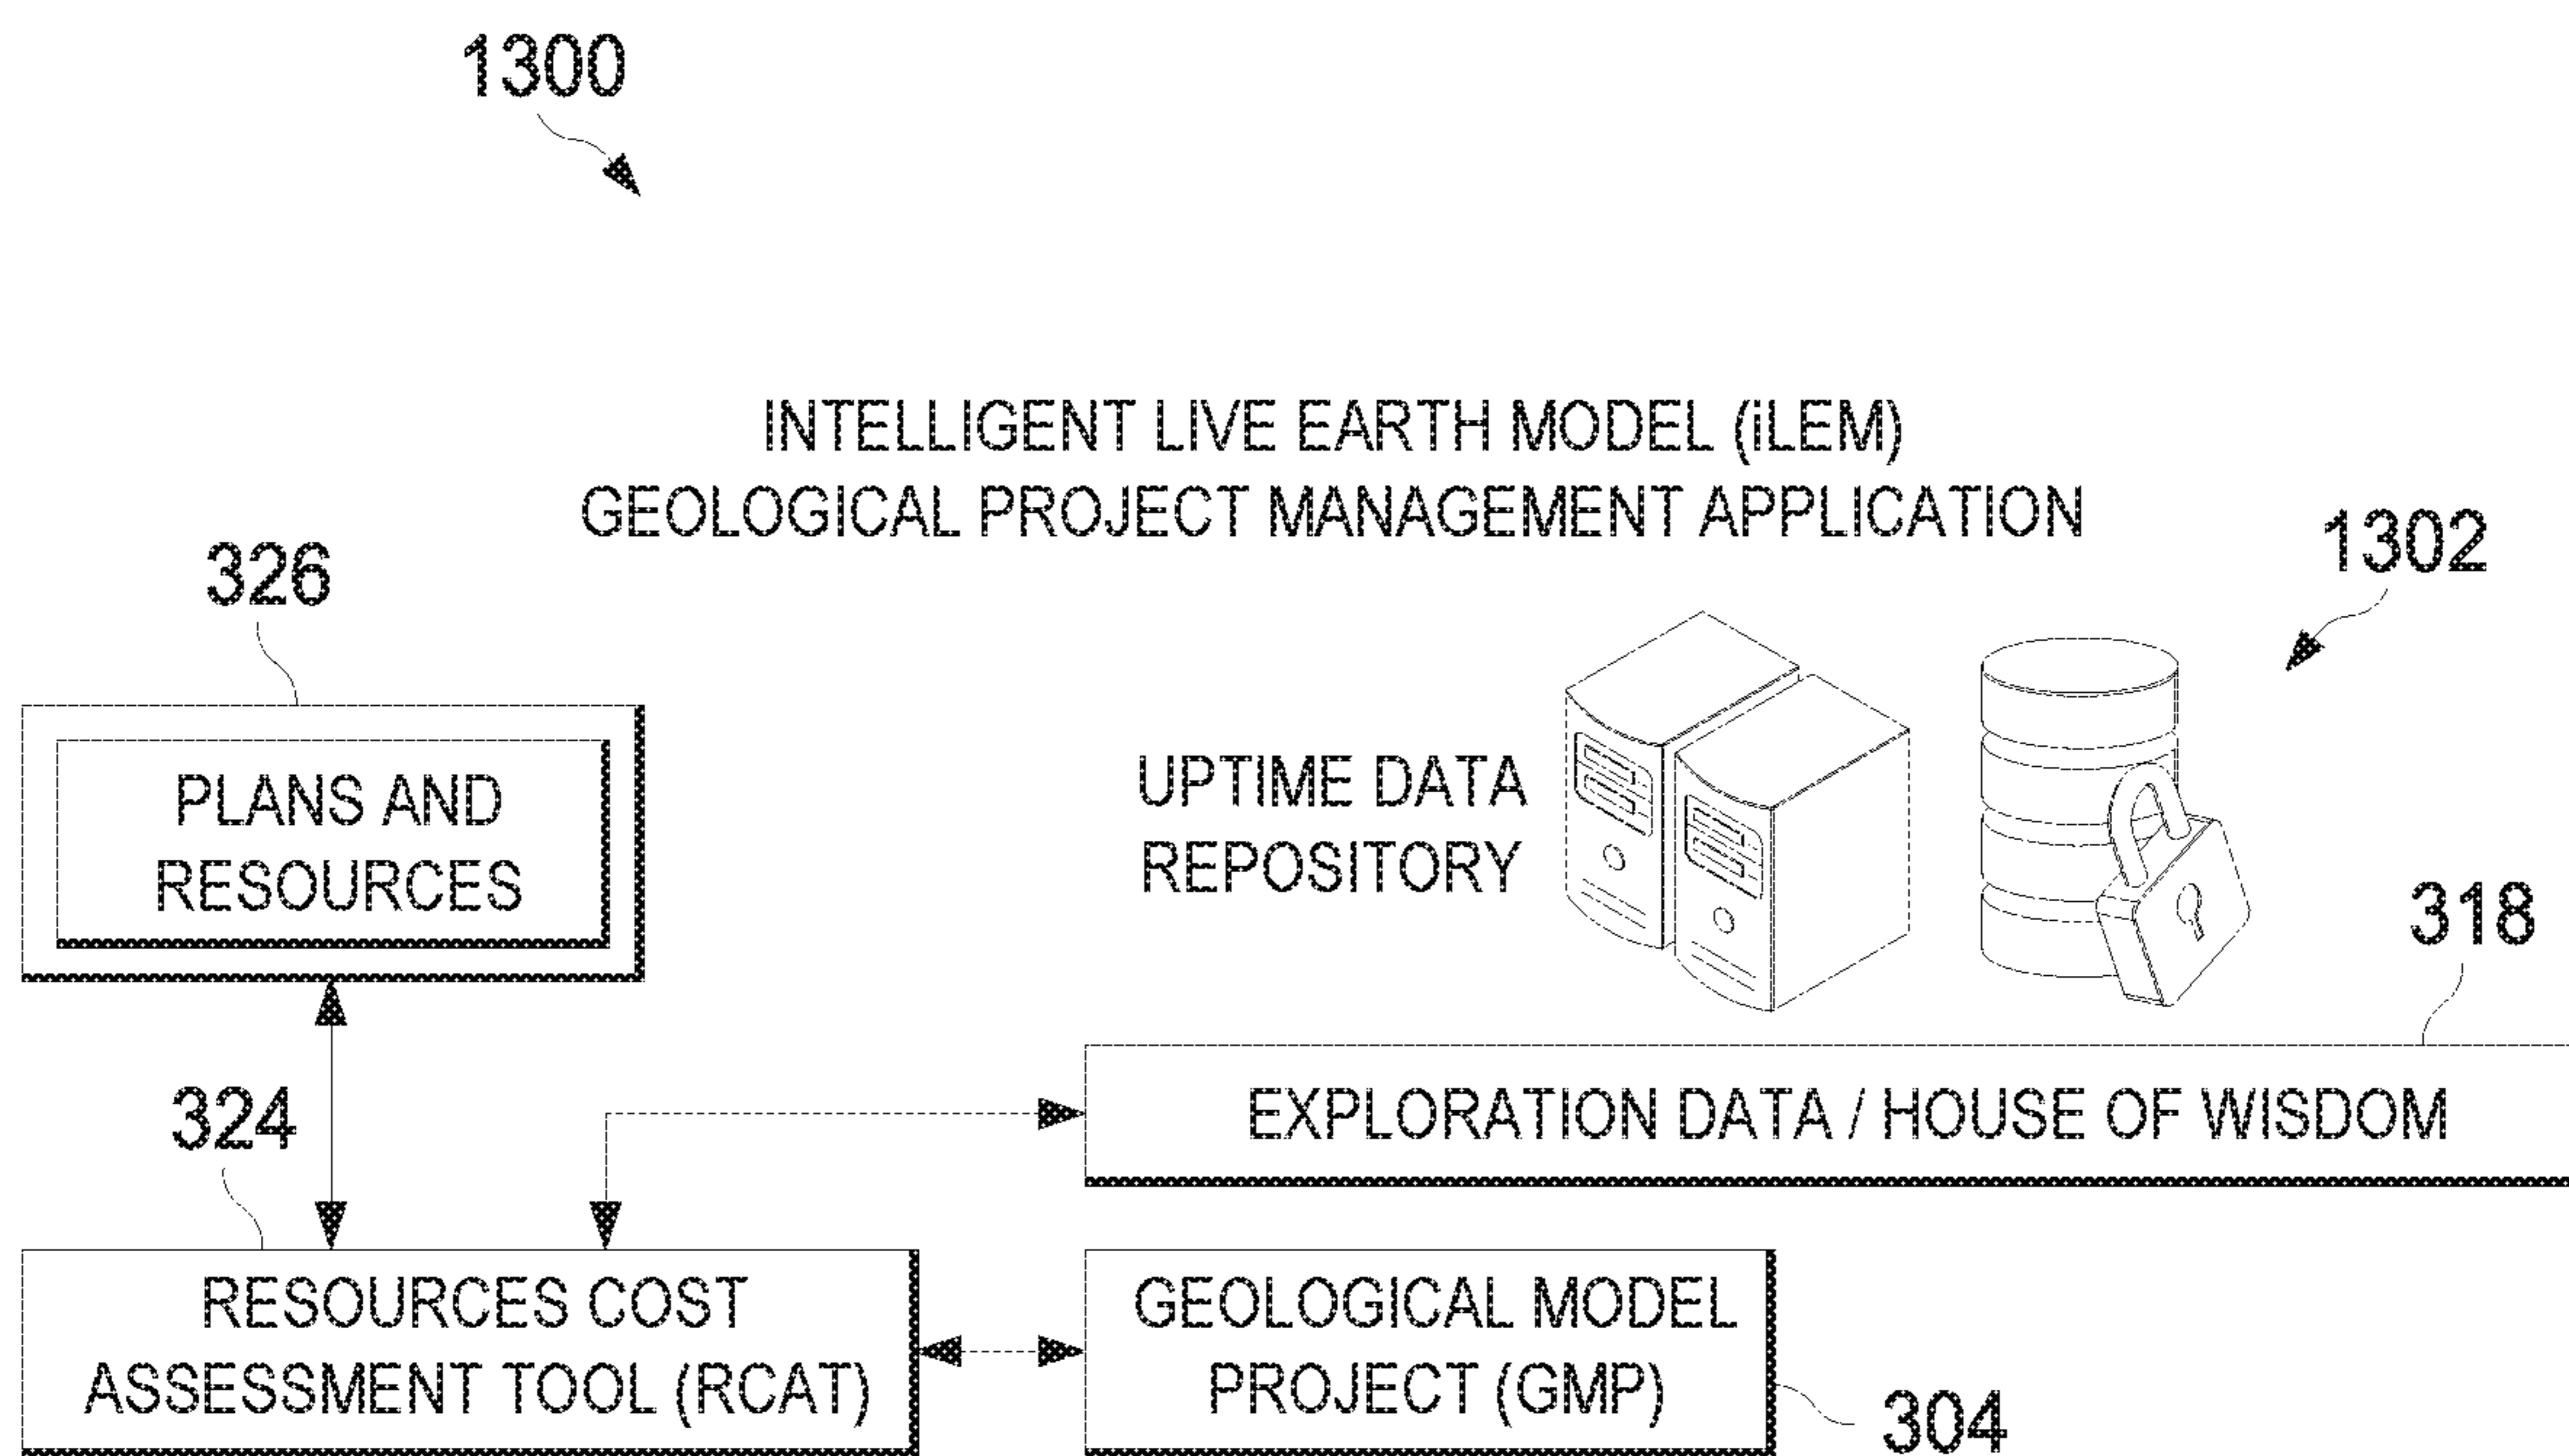 1300
INTELLIGENT LIVE EARTH MODEL (iLEM)
GEOLOGICAL PROJECT MANAGEMENT APPLICATION
1302
326
PLANS AND
RESOURCES
UPTIME DATA
REPOSITORY
318
324
EXPLORATION DATA / HOUSE OF WISDOM
RESOURCES COST
ASSESSMENT TOOL (RCAT)
GEOLOGICAL MODEL
PROJECT (GMP)
304